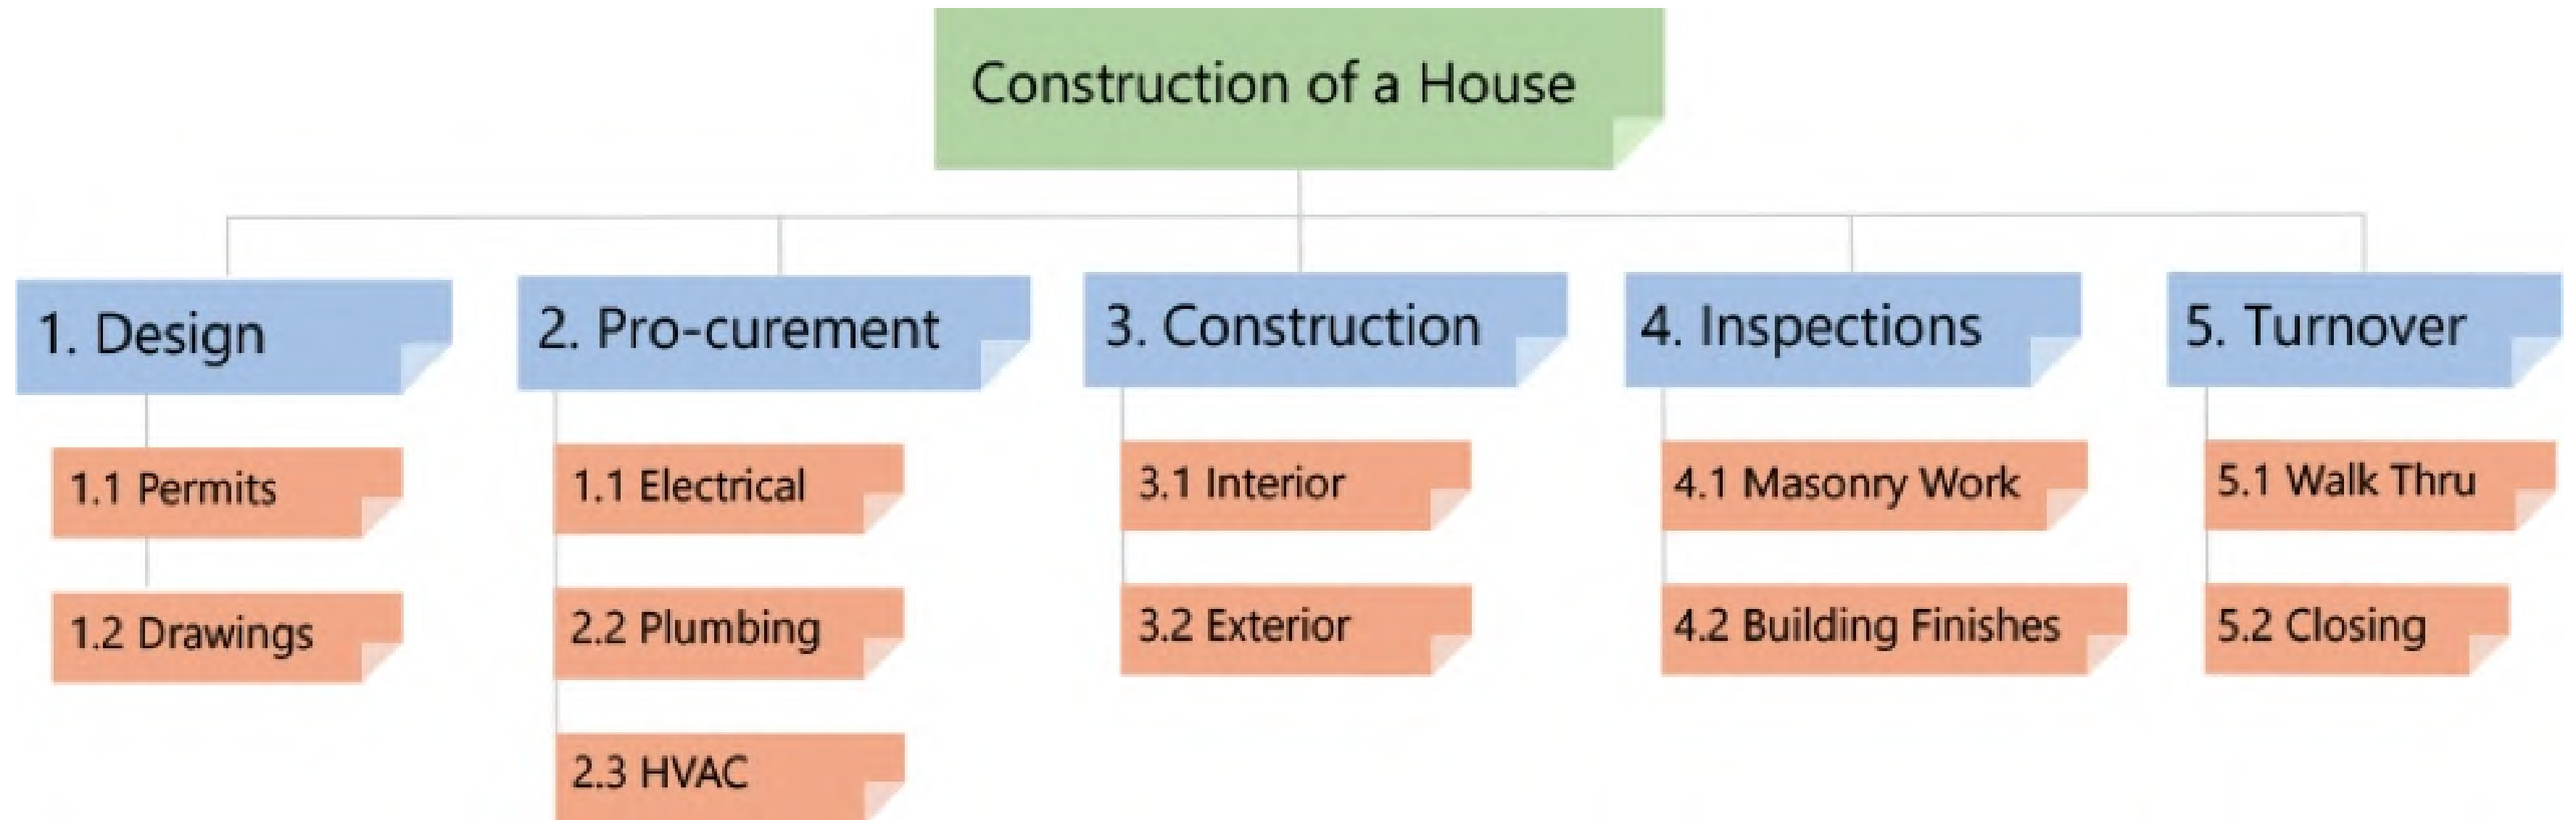 Construction of a House
1. Design
1.1 Permits
1.2 Drawings
2. Pro-curement
1.1 Electrical
2.2 Plumbing
2.3 HVAC
3. Construction
3.1 Interior
3.2 Exterior
4. Inspections
4.1 Masonry Work
4.2 Building Finishes
5. Turnover
5.1 Walk Thru
5.2 Closing